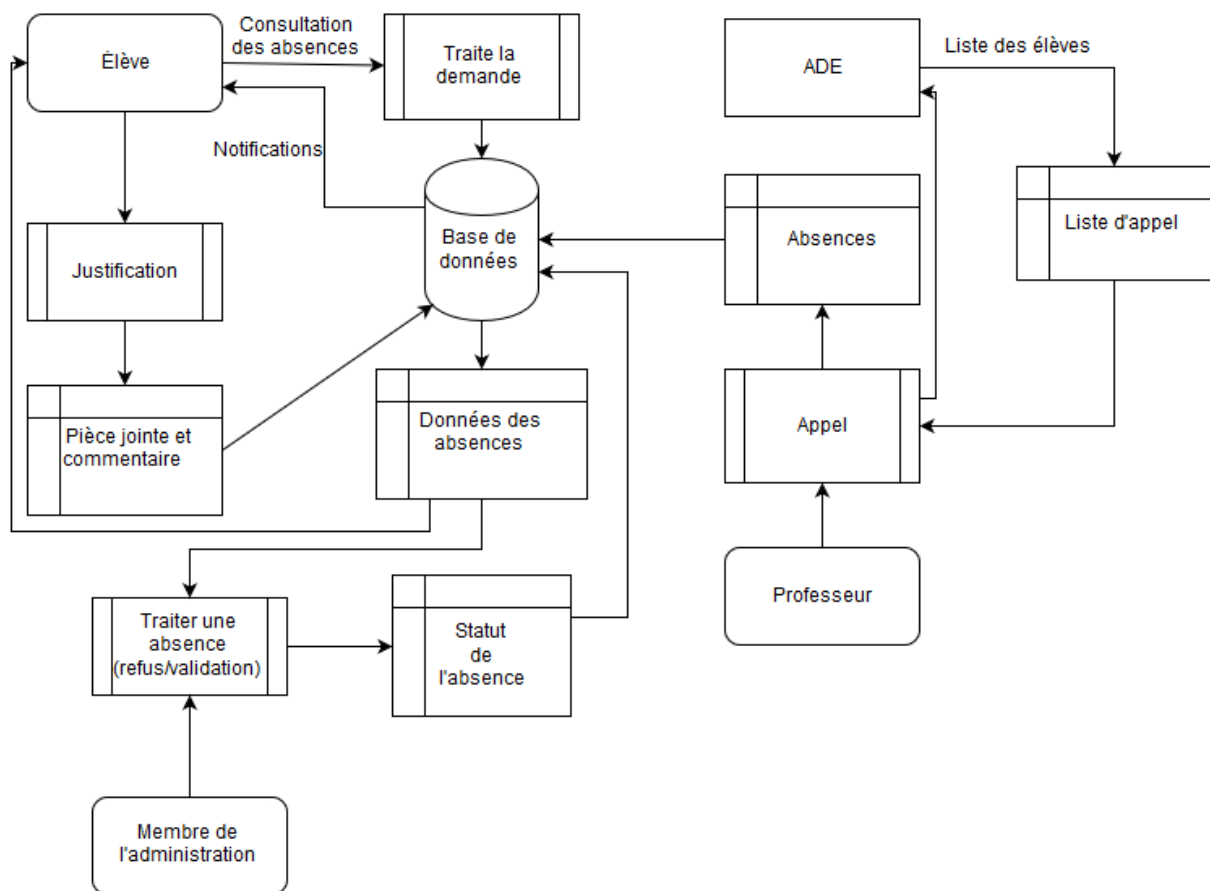 Consultation
des absences
Élève
Traite la
demande
ADE
Liste des élèves
Notifications
Base de
données
Absences
Liste d'appel
Justification
Pièce jointe et
commentaire
Données des
absences
Appel
Professeur
Traiter une
absence
(refus/validation)
Statut
de
l'absence
Membre de
l'administration